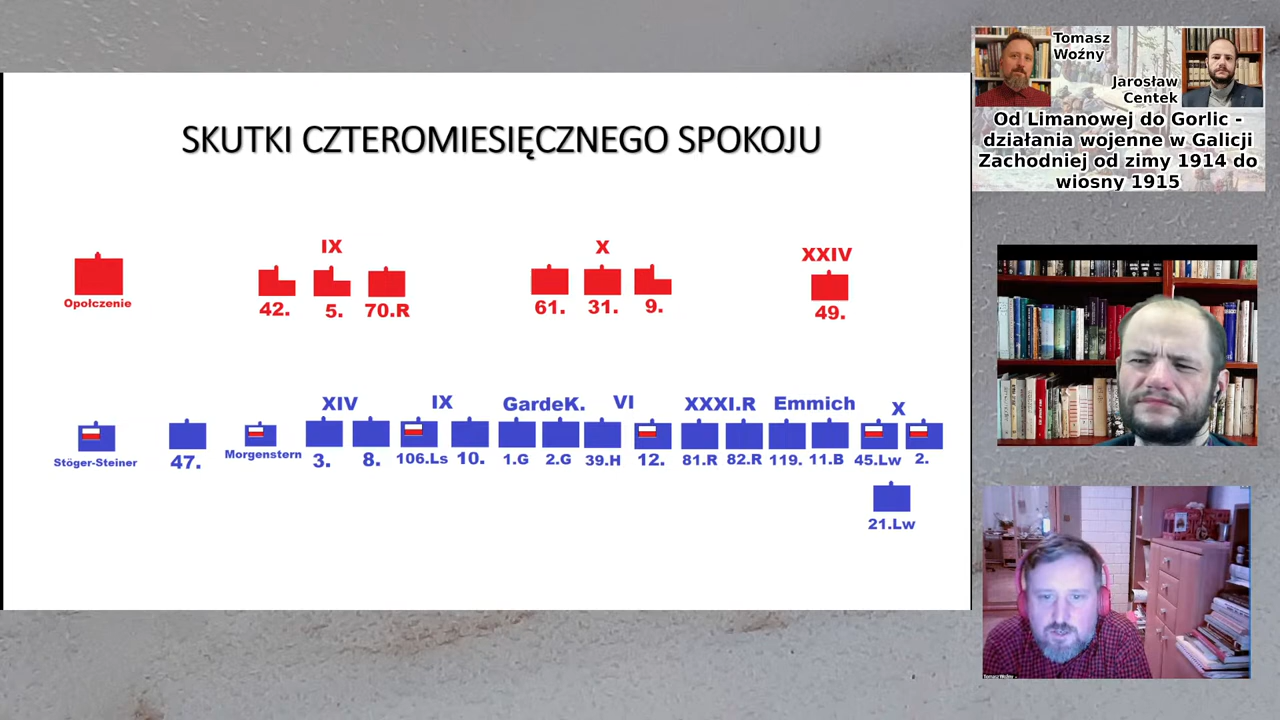 SKUTKI CZTEROMIESIĘCZNEGO SPOKOJU
IX
X
XXIV
Opołczenie
42.
5.
70.R
61.
31.
9.
49.
XIV
IX
GardeK.
VI
XXXI.R
Emmich
X
Stöger-Steiner
47.
Morgenstern
3.
8.
106.Ls
10.
1.G
2.G
39.H
12.
81.R
82.R
119.
11.B
45.Lw
2.
21.Lw
Tomasz
Woźny
Jarosław
Centek
Od Limanowej do Gorlic -
działania wojenne w Galicji
Zachodniej od zimy 1914 do
wiosny 1915
Tomasz Woźny